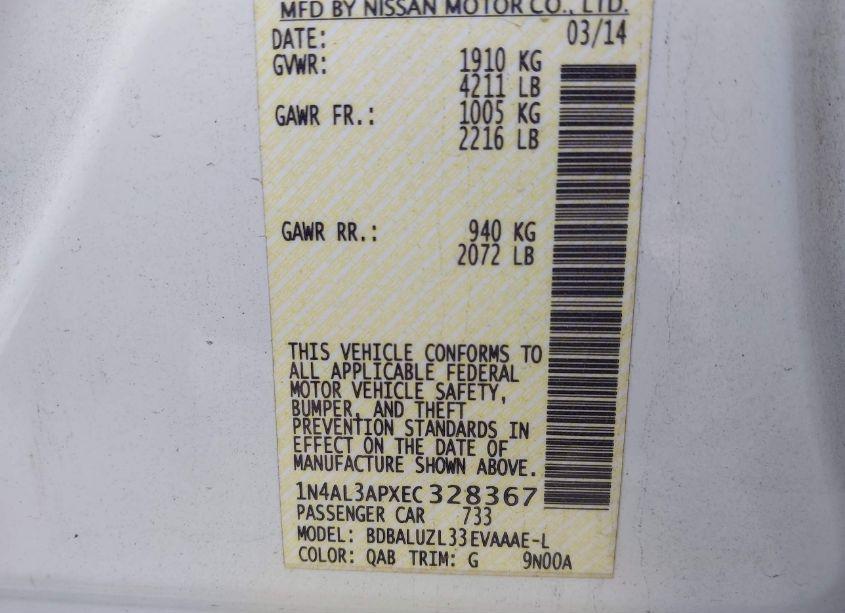 MFD BY NISSAN MOTOR CO., LTD.
DATE: 03/14
GVWR: 1910 KG
4211 LB
GAWR FR.: 1005 KG
2216 LB
GAWR RR.: 940 KG
2072 LB
THIS VEHICLE CONFORMS TO
ALL APPLICABLE FEDERAL
MOTOR VEHICLE SAFETY,
BUMPER, AND THEFT
PREVENTION STANDARDS IN
EFFECT ON THE DATE OF
MANUFACTURE SHOWN ABOVE.
1N4AL3APXEC328367
PASSENGER CAR 733
MODEL: BDBALUZL33EVAAAE-L
COLOR: QAB TRIM: G 9N00A